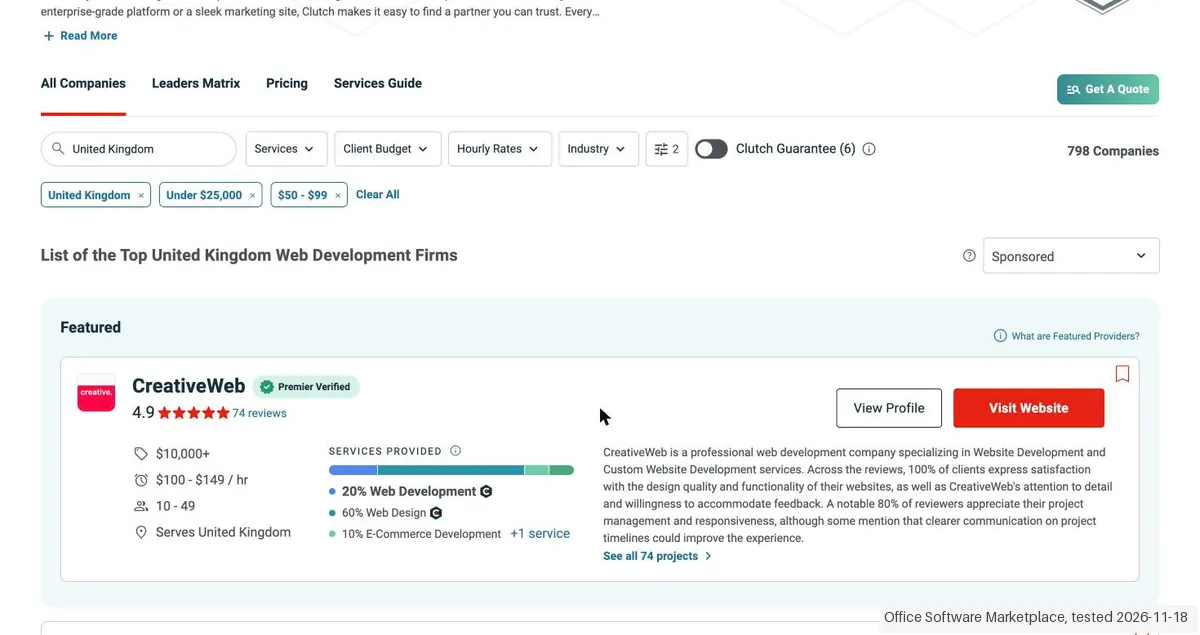 enterprise-grade platform or a sleek marketing site, Clutch makes it easy to find a partner you can trust. Every…
+ Read More
All Companies Leaders Matrix Pricing Services Guide
Get A Quote
United Kingdom Services Client Budget Hourly Rates Industry 2 Clutch Guarantee (6) 798 Companies
United Kingdom × Under $25,000 × $50 - $99 × Clear All
List of the Top United Kingdom Web Development Firms
Sponsored
Featured
What are Featured Providers?
creative.
CreativeWeb Premier Verified
4.9 74 reviews
View Profile Visit Website
$10,000+
$100 - $149 / hr
10 - 49
Serves United Kingdom
SERVICES PROVIDED
20% Web Development
60% Web Design
10% E-Commerce Development +1 service
CreativeWeb is a professional web development company specializing in Website Development and
Custom Website Development services. Across the reviews, 100% of clients express satisfaction
with the design quality and functionality of their websites, as well as CreativeWeb's attention to detail
and willingness to accommodate feedback. A notable 80% of reviewers appreciate their project
management and responsiveness, although some mention that clearer communication on project
timelines could improve the experience.
See all 74 projects
Office Software Marketplace, tested 2026-11-18